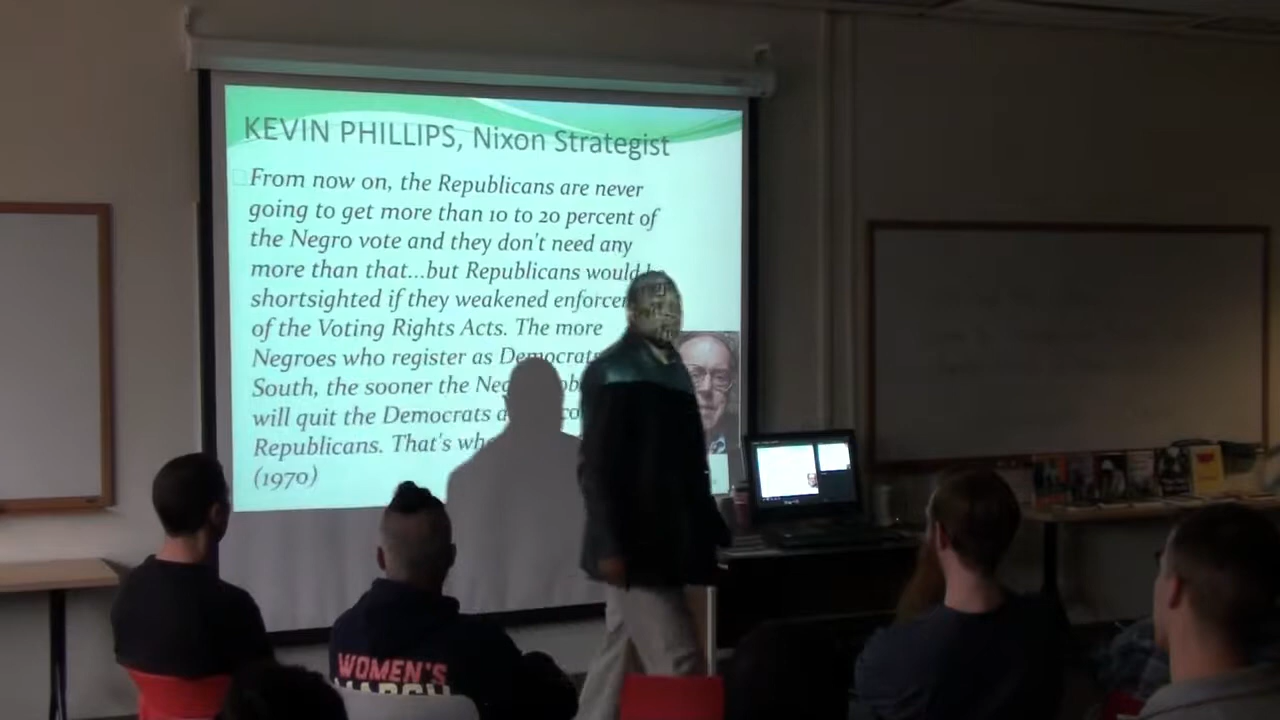 KEVIN PHILLIPS, Nixon Strategist
From now on, the Republicans are never
going to get more than 10 to 20 percent of
the Negro vote and they don't need any
more than that...but Republicans would
shortsighted if they weakened
of the Voting Rights Acts. The more
Negroes who register as Democrats
South, the sooner the
will quit the Democrats
Republicans. That's
(1970)
WOMEN'S
MARCH